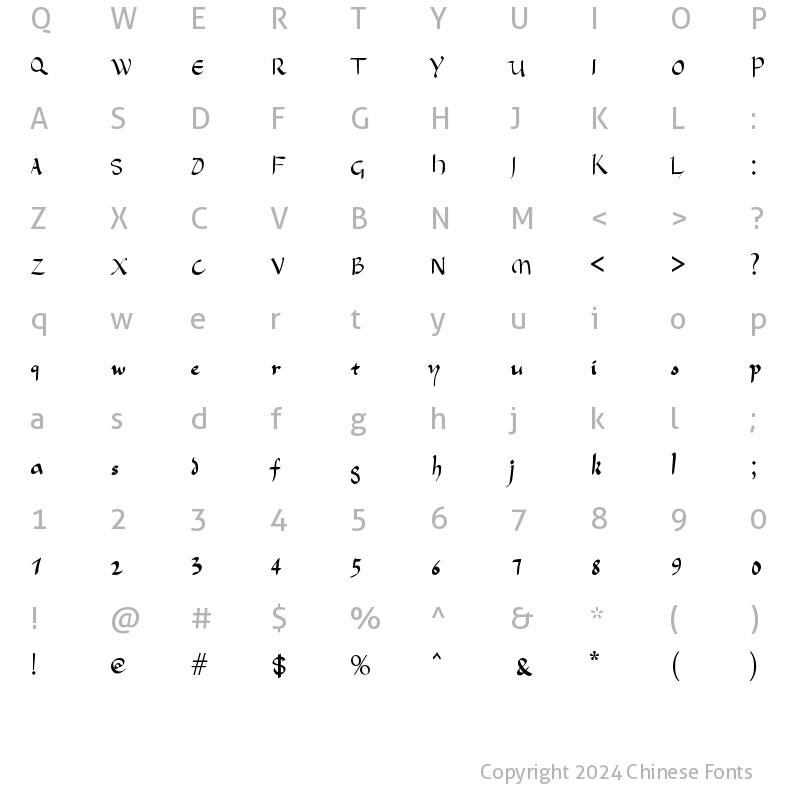 Q W E R T Y U I O P
Q W E R T Y U I O P
A S D F G H J K L :
A S D F G h J K L :
Z X C V B N M < > ?
Z X C V B N M < > ?
q w e r t y u i o p
q w e r t y u i o p
a s d f g h j k l ;
a s d f g h j k l ;
1 2 3 4 5 6 7 8 9 0
1 2 3 4 5 6 7 8 9 0
! @ # $ % ^ & * ( )
! @ # $ % ^ & * ( )
Copyright 2024 Chinese Fonts